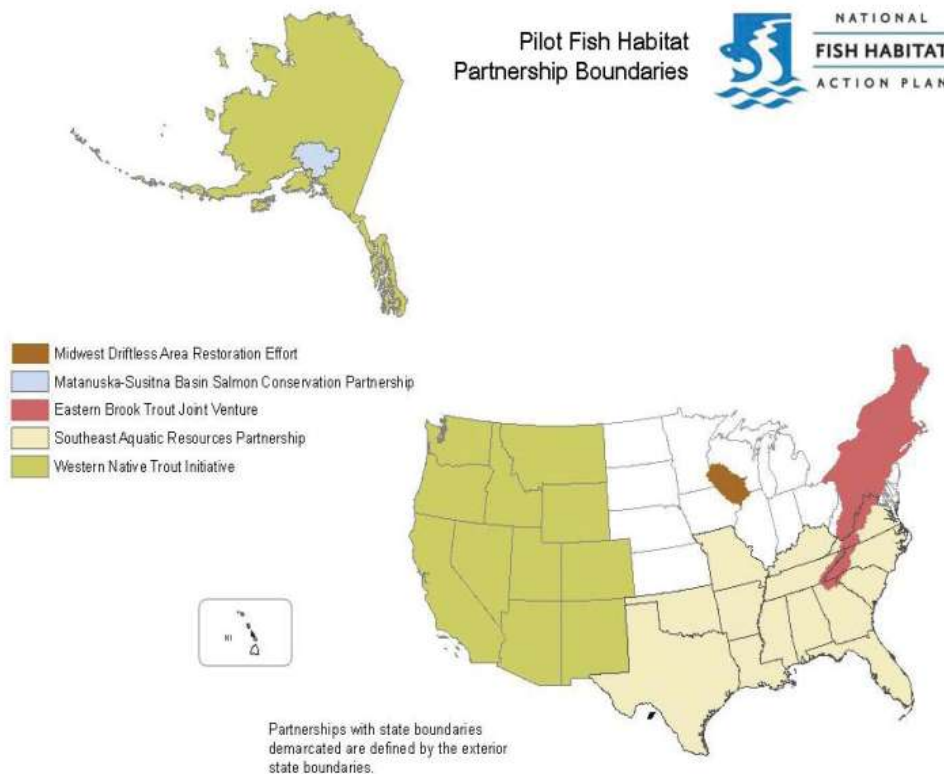 Pilot Fish Habitat
Partnership Boundaries
NATIONAL
FISH HABITAT
ACTION PLAN
Midwest Driftless Area Restoration Effort
Matanuska-Susitna Basin Salmon Conservation Partnership
Eastern Brook Trout Joint Venture
Southeast Aquatic Resources Partnership
Western Native Trout Initiative
HI
Partnerships with state boundaries
demarcated are defined by the exterior
state boundaries.